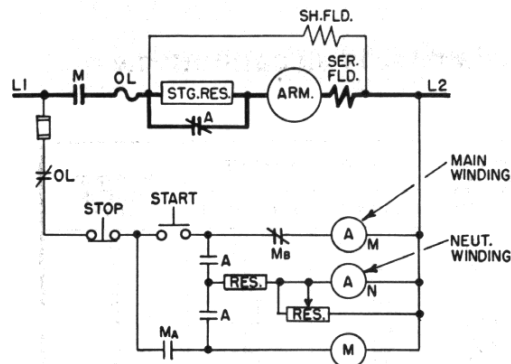 SH.FLD.
L1
M
OL
STG.RES.
A
ARM.
SER.
FLD.
L2
OL
STOP
START
MAIN
WINDING
MB
A M
NEUT.
WINDING
A
RES.
A N
RES.
A
MA
M